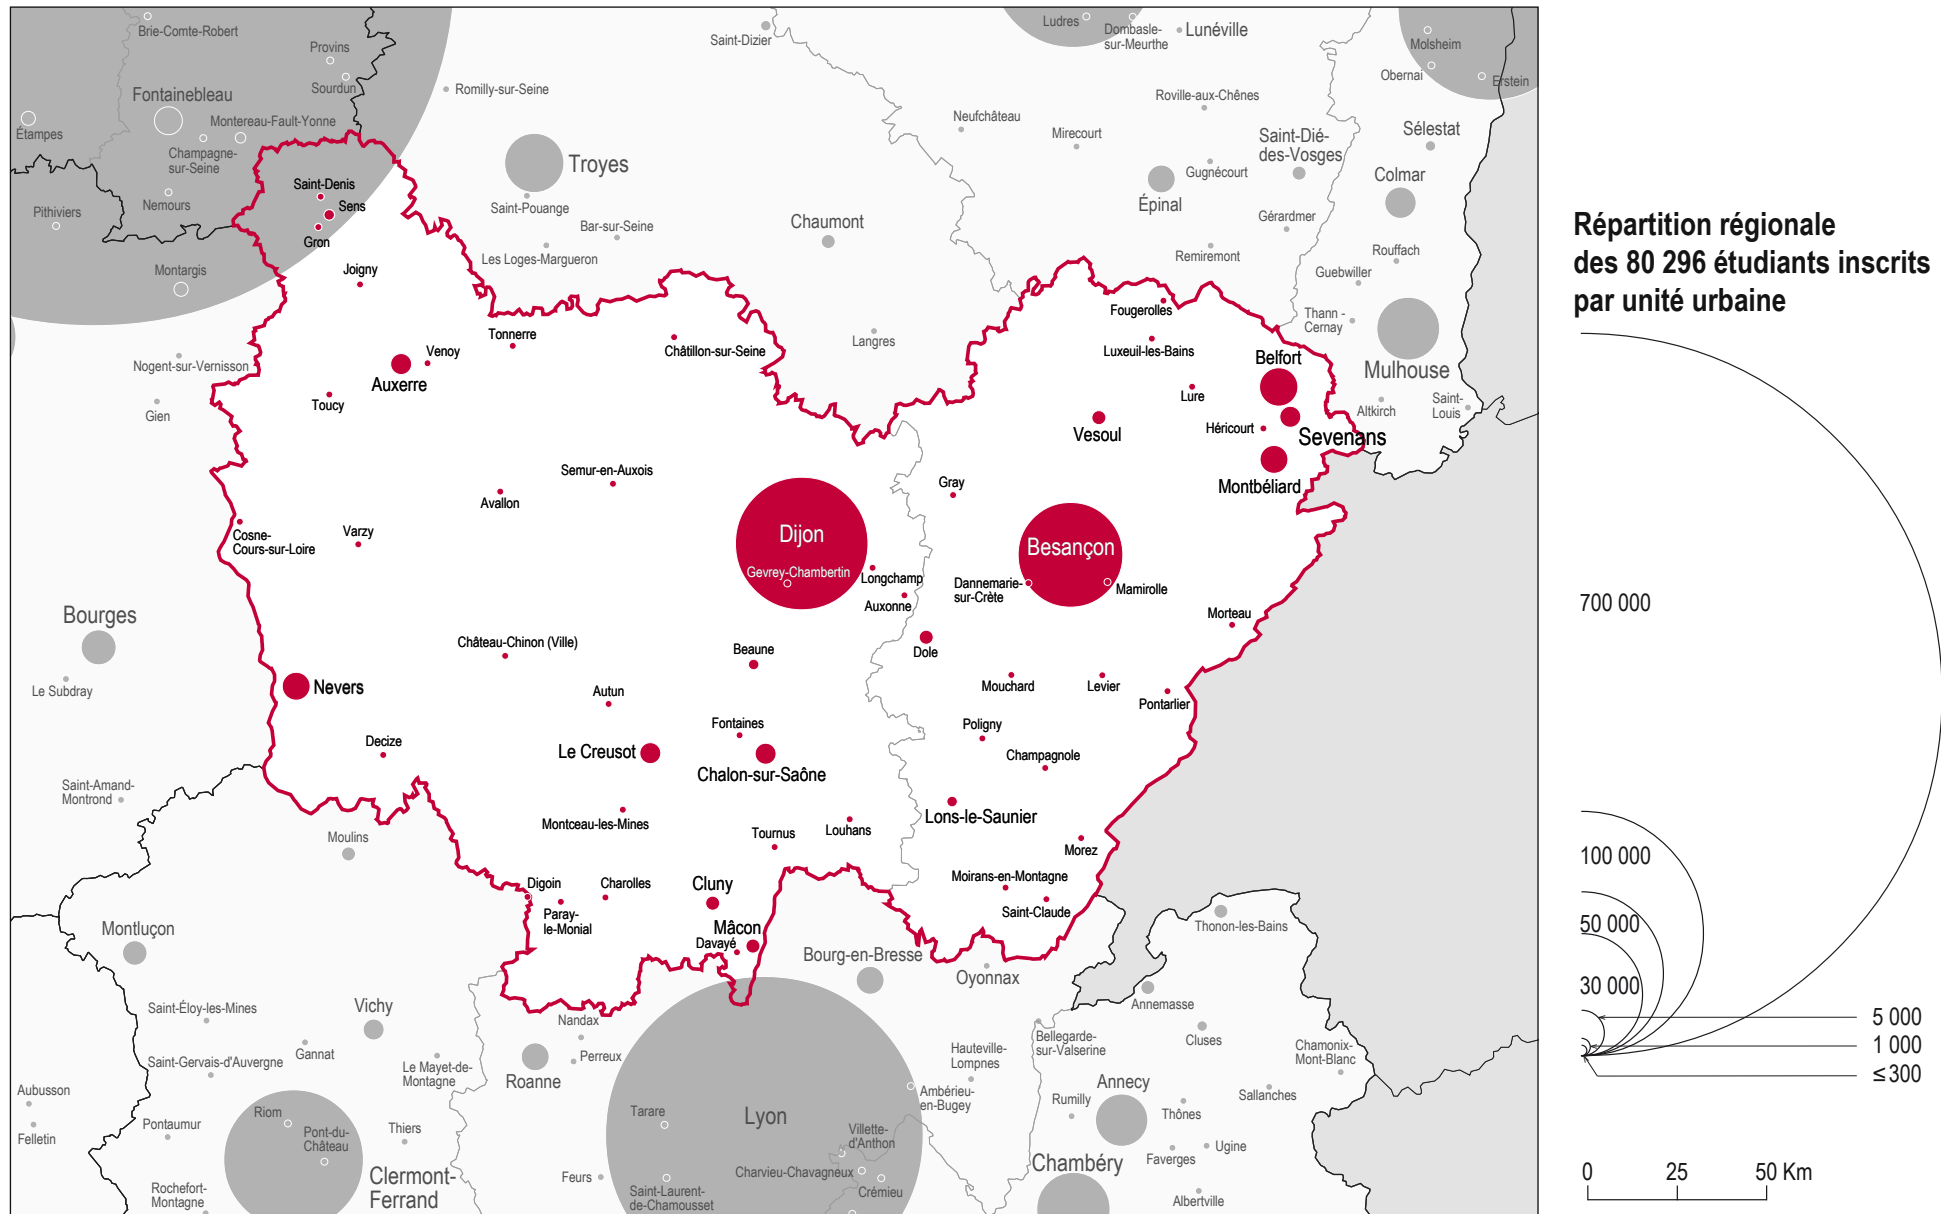 Brie-Comte-Robert
Provins
Sourdun
Fontainebleau
Étampes
Montereau-Fault-Yonne
Champagne-
sur-Seine
Nemours
Pithiviers
Montargis
Saint-Denis
Sens
Gron
Joigny
Romilly-sur-Seine
Saint-Dizier
Troyes
Saint-Pouange
Bar-sur-Seine
Les Loges-Margueron
Chaumont
Langres
Ludres
Dombasle-
sur-Meurthe
Lunéville
Neufchâteau
Mirecourt
Roville-aux-Chênes
Saint-Dié-
des-Vosges
Gugnécourt
Épinal
Gérardmer
Remiremont
Molsheim
Obernai
Erstein
Sélestat
Colmar
Rouffach
Guebwiller
Thann -
Cernay
Mulhouse
Altkirch
Saint-
Louis
Nogent-sur-Vernisson
Gien
Tonnerre
Venoy
Auxerre
Toucy
Châtillon-sur-Seine
Fougerolles
Luxeuil-les-Bains
Belfort
Lure
Héricourt
Sevenans
Montbéliard
Vesoul
Semur-en-Auxois
Avallon
Cosne-
Cours-sur-Loire
Varzy
Gray
Dijon
Gevrey-Chambertin
Longchamp
Auxonne
Besançon
Dannemarie-
sur-Crète
Mamirolle
Morteau
Bourges
Le Subdray
Château-Chinon (Ville)
Beaune
Dole
Nevers
Autun
Mouchard
Levier
Pontarlier
Decize
Fontaines
Le Creusot
Chalon-sur-Saône
Poligny
Champagnole
Saint-Amand-
Montrond
Lons-le-Saunier
Montceau-les-Mines
Tournus
Louhans
Morez
Moulins
Digoin
Charolles
Paray-
le-Monial
Cluny
Mâcon
Davayé
Moirans-en-Montagne
Saint-Claude
Montluçon
Bourg-en-Bresse
Oyonnax
Thonon-les-Bains
Annemasse
Saint-Éloy-les-Mines
Vichy
Gannat
Saint-Gervais-d'Auvergne
Le Mayet-de-
Montagne
Nandax
Perreux
Roanne
Bellegarde-
sur-Valserine
Hauteville-
Lompnes
Cluses
Chamonix-
Mont-Blanc
Sallanches
Aubusson
Felletin
Riom
Pontaumur
Pont-du-
Château
Thiers
Clermont-
Ferrand
Rochefort-
Montagne
Tarare
Lyon
Villette-
d'Anthon
Ambérieu-
en-Bugey
Charvieu-Chavagneux
Crémieu
Feurs
Saint-Laurent-
de-Chamousset
Annecy
Rumilly
Thônes
Ugine
Faverges
Chambéry
Albertville
Répartition régionale
des 80 296 étudiants inscrits
par unité urbaine
700 000
100 000
50 000
30 000
5 000
1 000
≤ 300
0 25 50 Km